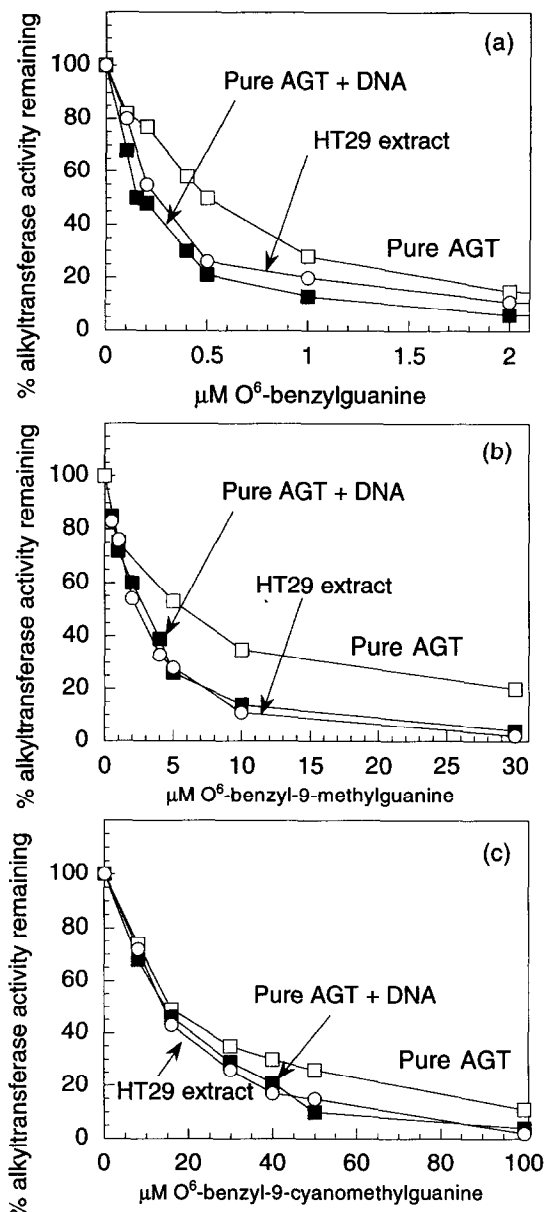 (a)
% alkyltransferase activity remaining
100
80
60
40
20
0
Pure AGT + DNA
HT29 extract
Pure AGT
0 0.5 1 1.5 2
µM O⁶-benzylguanine
(b)
% alkyltransferase activity remaining
100
80
60
40
20
0
Pure AGT + DNA
HT29 extract
Pure AGT
0 5 10 15 20 25 30
µM O⁶-benzyl-9-methylguanine
(c)
% alkyltransferase activity remaining
100
80
60
40
20
0
Pure AGT + DNA
Pure AGT
HT29 extract
0 20 40 60 80 100
µM O⁶-benzyl-9-cyanomethylguanine